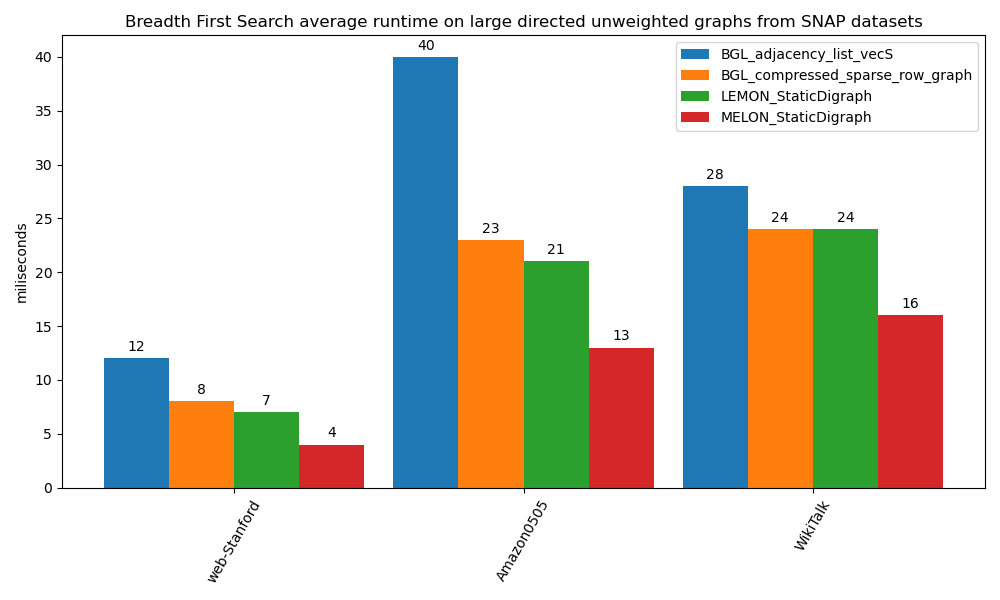 Breadth First Search average runtime on large directed unweighted graphs from SNAP datasets
BGL_adjacency_list_vecS
BGL_compressed_sparse_row_graph
LEMON_StaticDigraph
MELON_StaticDigraph
miliseconds
40
35
30
25
20
15
10
5
0
12
8
7
4
40
23
21
13
28
24
24
16
web-Stanford
Amazon0505
WikiTalk